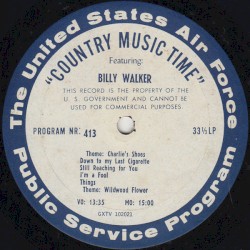 The United States Air Force
"COUNTRY MUSIC TIME"
Featuring:
BILLY WALKER
THIS RECORD IS THE PROPERTY OF THE
U. S. GOVERNMENT AND CANNOT BE
USED FOR COMMERCIAL PURPOSES.
PROGRAM NR: 413 33⅓ LP
Theme: Charlie's Shoes
Down to my Last Cigarette
Still Reaching for You
I'm a Fool
Things
Theme: Wildwood Flower
VO: 13:35 MO: 15:00
GXTV 102021
Public Service Program